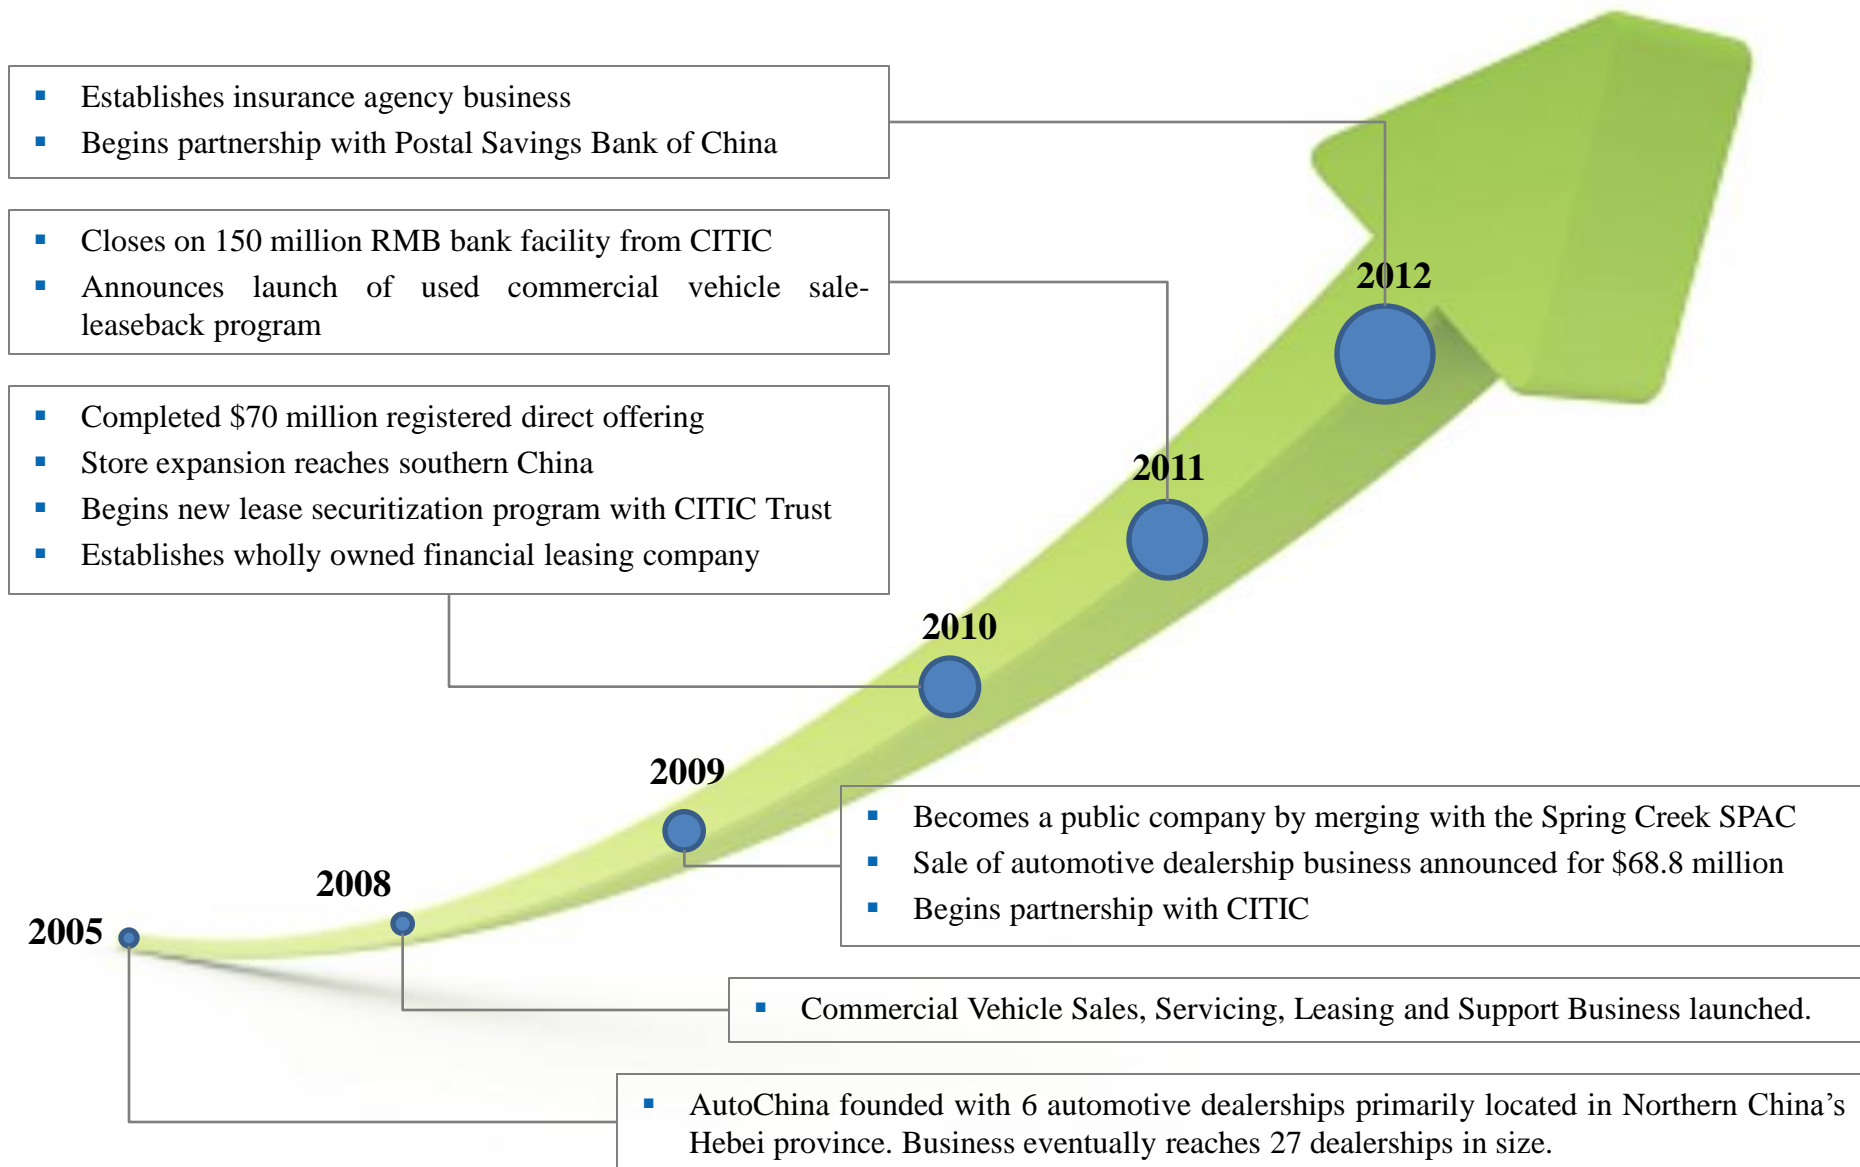 Establishes insurance agency business
Begins partnership with Postal Savings Bank of China
Closes on 150 million RMB bank facility from CITIC
Announces launch of used commercial vehicle sale-
leaseback program
2012
Completed $70 million registered direct offering
Store expansion reaches southern China
Begins new lease securitization program with CITIC Trust
Establishes wholly owned financial leasing company
2011
2010
2009
Becomes a public company by merging with the Spring Creek SPAC
Sale of automotive dealership business announced for $68.8 million
Begins partnership with CITIC
2008
2005
Commercial Vehicle Sales, Servicing, Leasing and Support Business launched.
AutoChina founded with 6 automotive dealerships primarily located in Northern China’s
Hebei province. Business eventually reaches 27 dealerships in size.